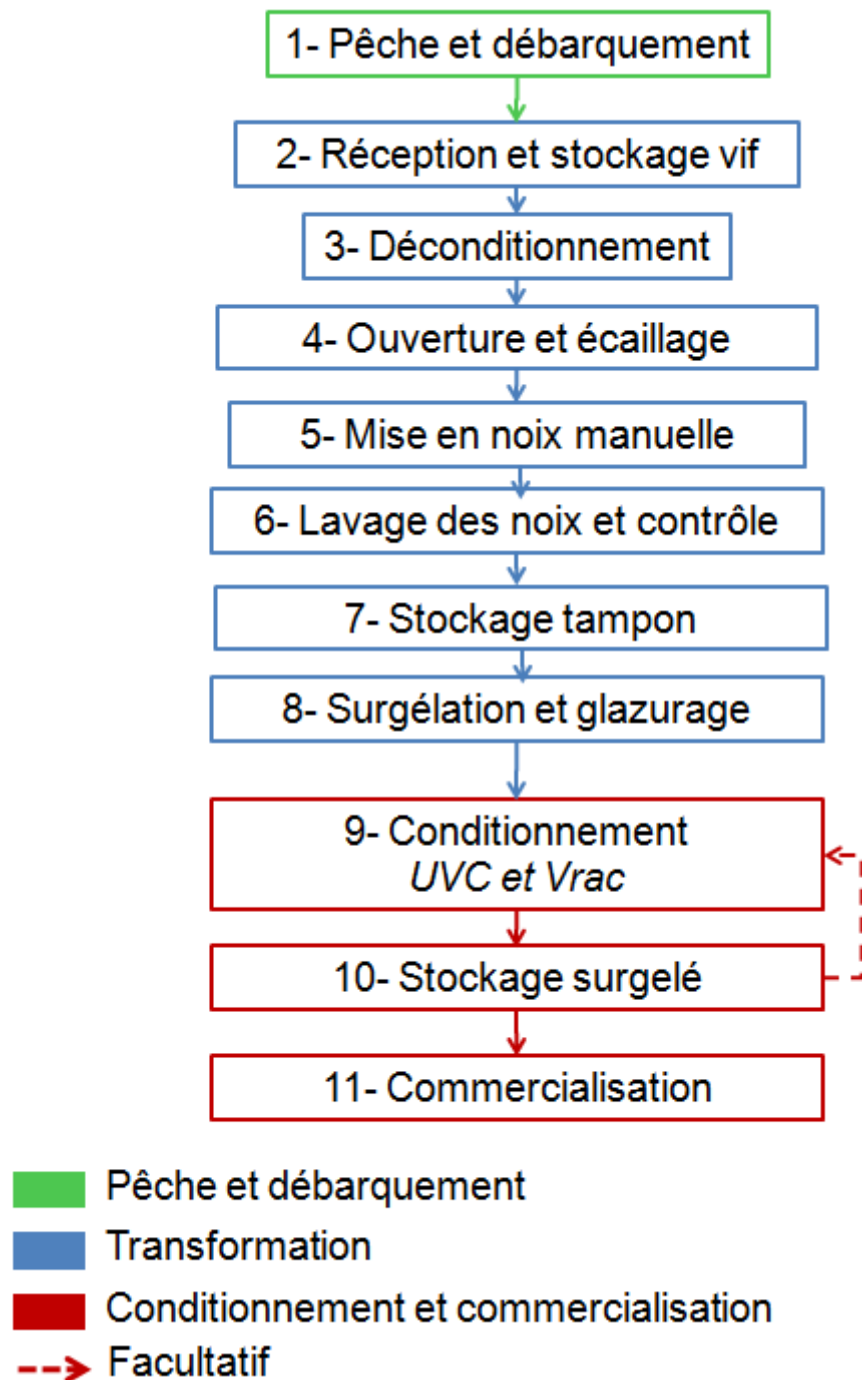 1- Pêche et débarquement
2- Réception et stockage vif
3- Déconditionnement
4- Ouverture et écaillage
5- Mise en noix manuelle
6- Lavage des noix et contrôle
7- Stockage tampon
8- Surgélation et glazurage
9- Conditionnement
UVC et Vrac
10- Stockage surgelé
11- Commercialisation
Pêche et débarquement
Transformation
Conditionnement et commercialisation
Facultatif